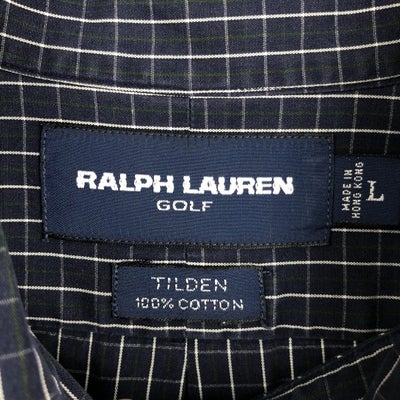 RALPH LAUREN
GOLF
MADE IN
HONG KONG
L
TILDEN
100% COTTON